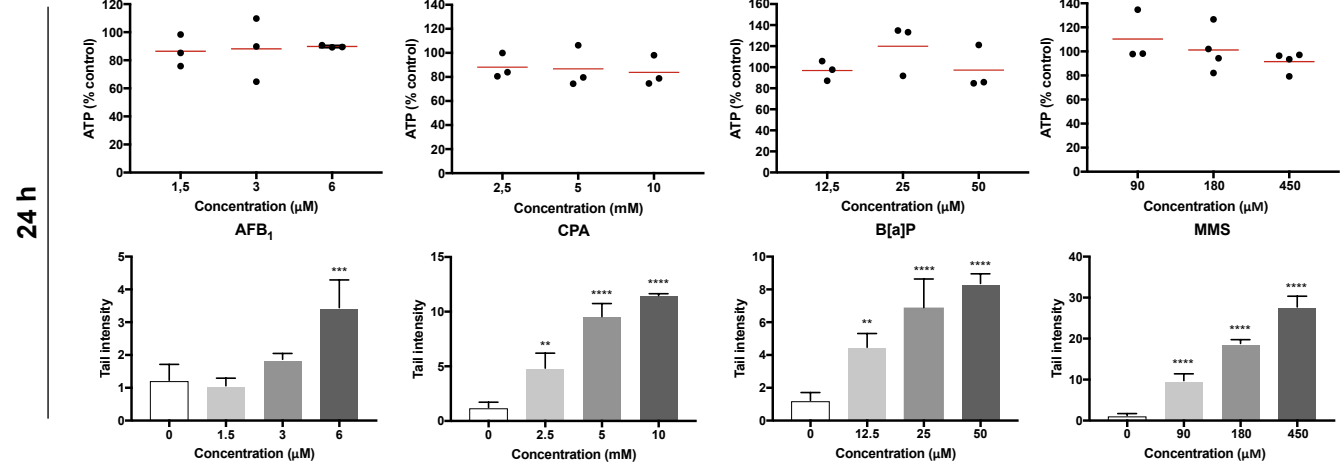 24 h
ATP (% control)
120
100
80
60
40
20
0
1,5 3 6
Concentration (µM)
ATP (% control)
140
120
100
80
60
40
20
0
2,5 5 10
Concentration (mM)
ATP (% control)
160
140
120
100
80
60
40
20
0
12,5 25 50
Concentration (µM)
ATP (% control)
140
120
100
80
60
40
20
0
90 180 450
Concentration (µM)
AFB₁
Tail intensity
5
4
3
2
1
0
***
0 1.5 3 6
Concentration (µM)
CPA
Tail intensity
15
10
5
0
** **** ****
0 2.5 5 10
Concentration (mM)
B[a]P
Tail intensity
10
8
6
4
2
0
** **** ****
0 12.5 25 50
Concentration (µM)
MMS
Tail intensity
40
30
20
10
0
**** **** ****
0 90 180 450
Concentration (µM)